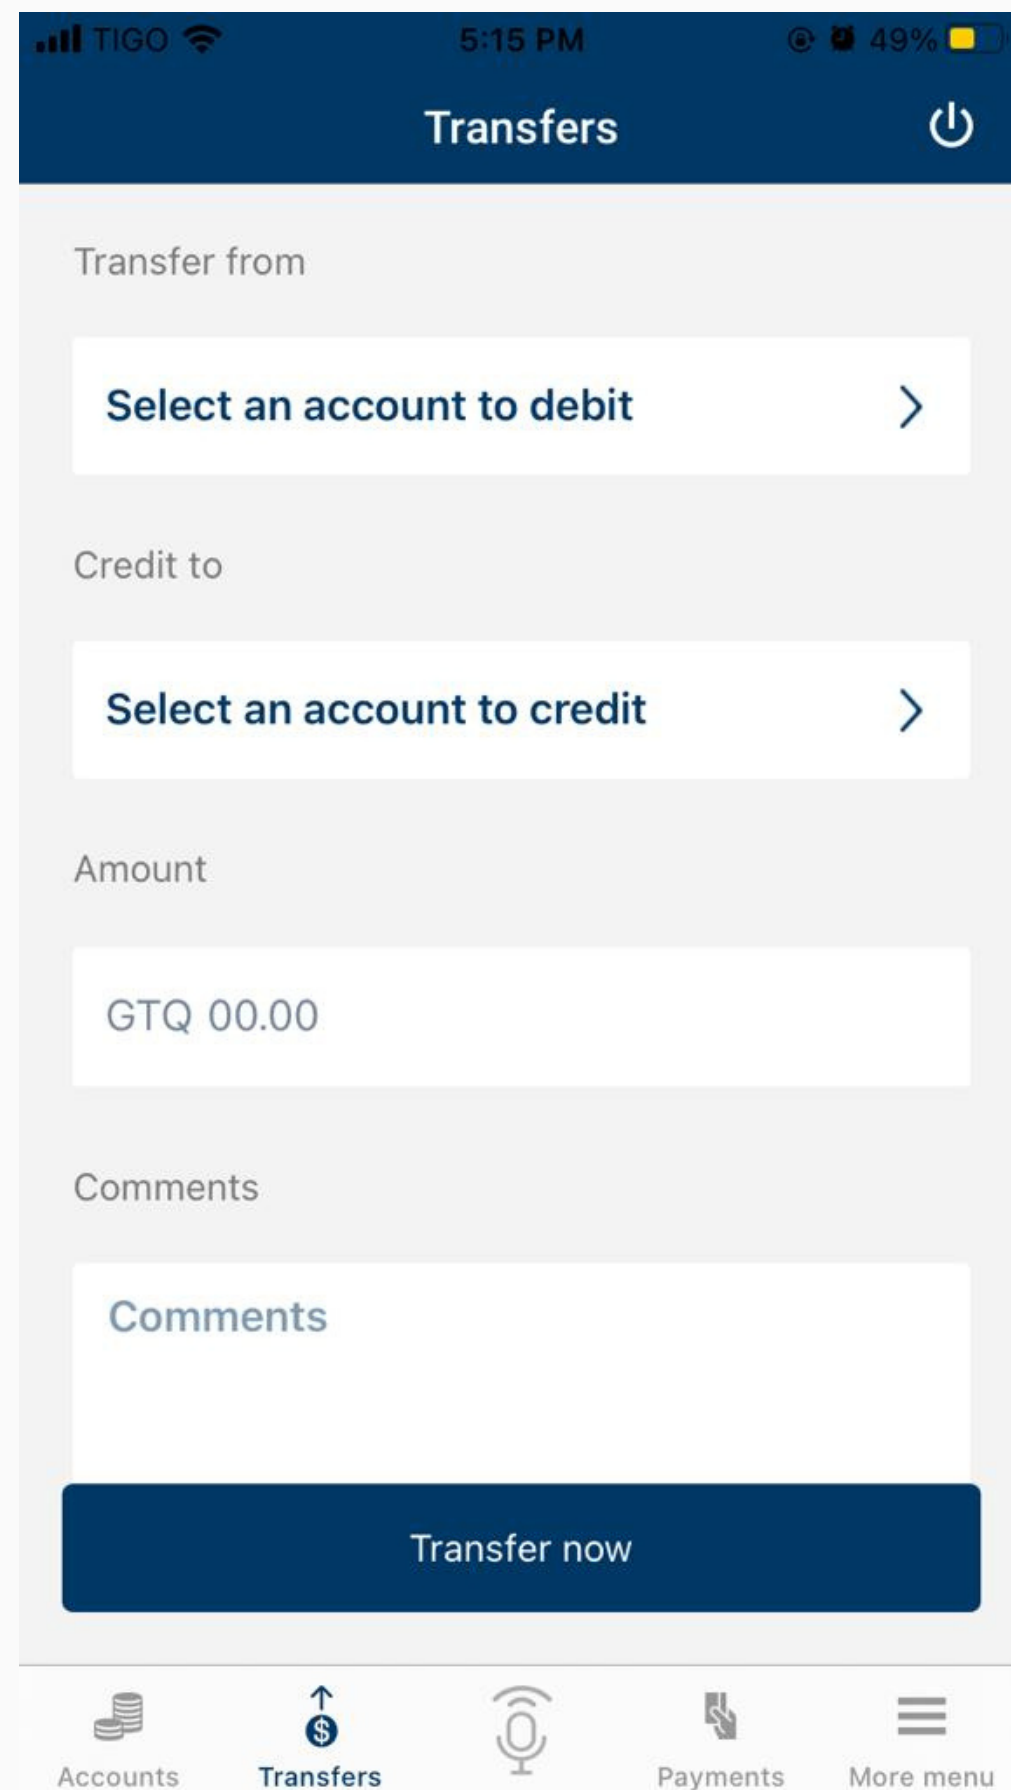 TIGO 5:15 PM 49%
Transfers
Transfer from
Select an account to debit
Credit to
Select an account to credit
Amount
GTQ 00.00
Comments
Comments
Transfer now
Accounts Transfers Payments More menu